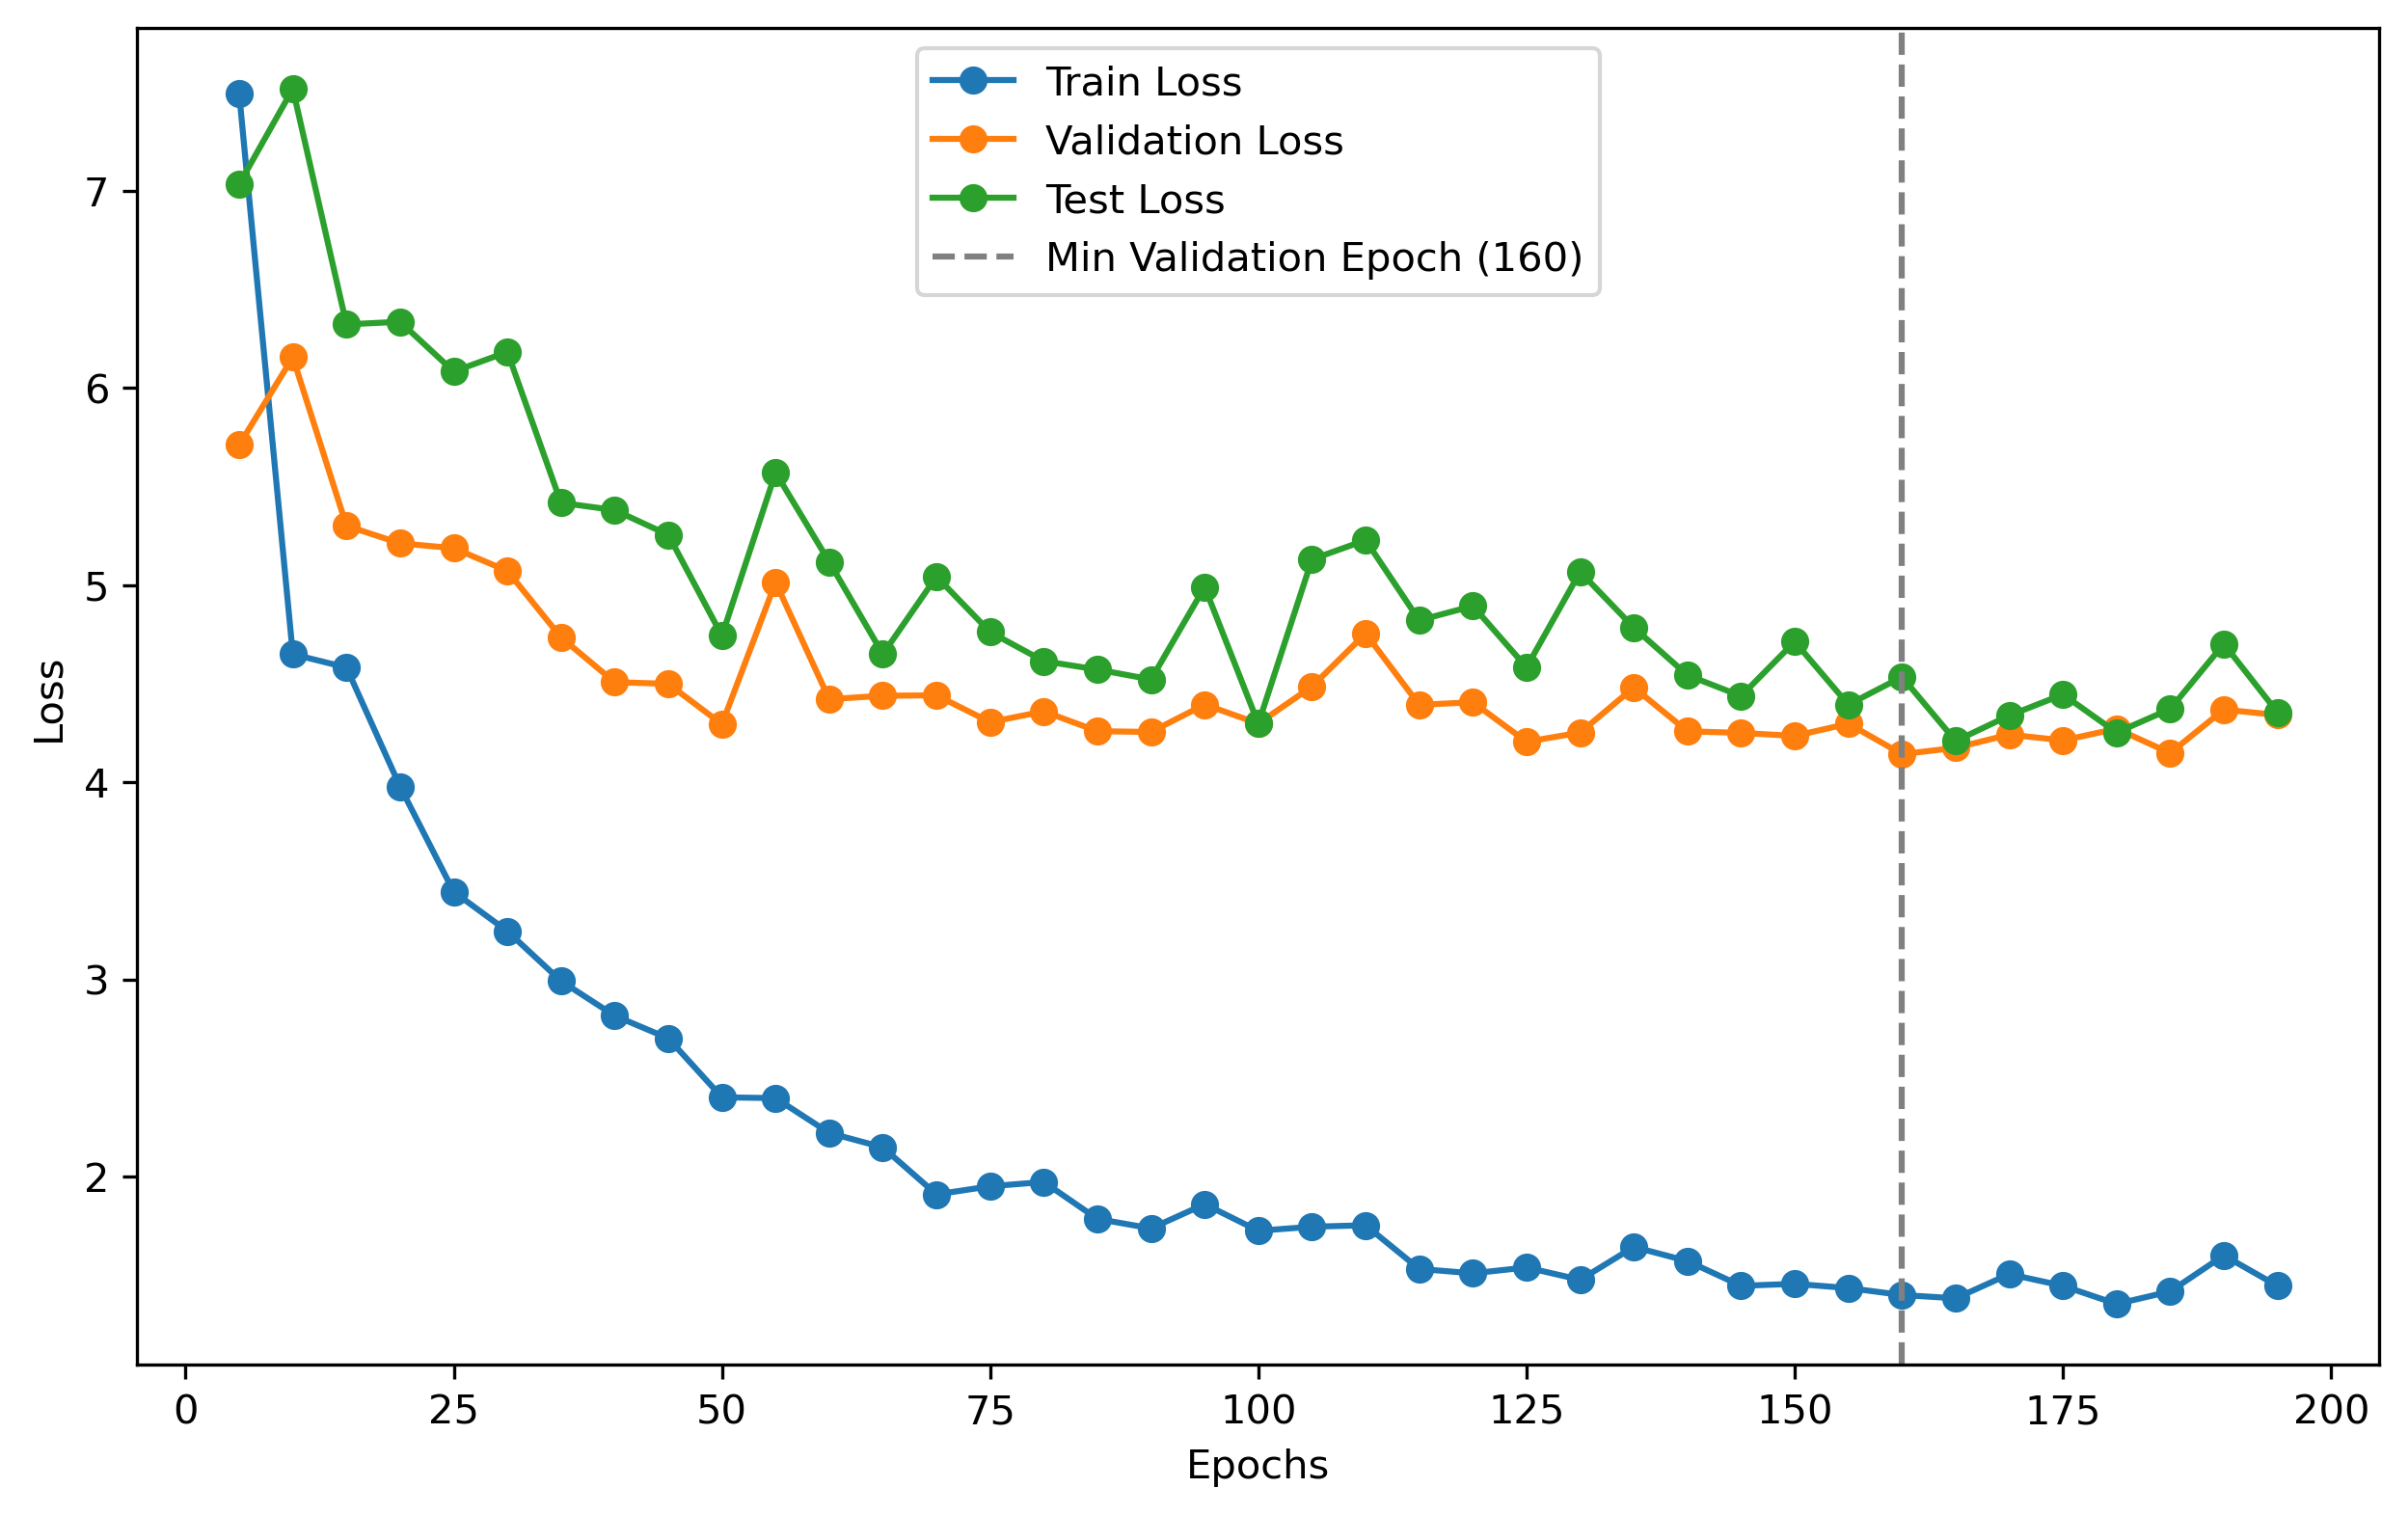 Train Loss
Validation Loss
Test Loss
Min Validation Epoch (160)
Loss
7
6
5
4
3
2
0 25 50 75 100 125 150 175 200
Epochs